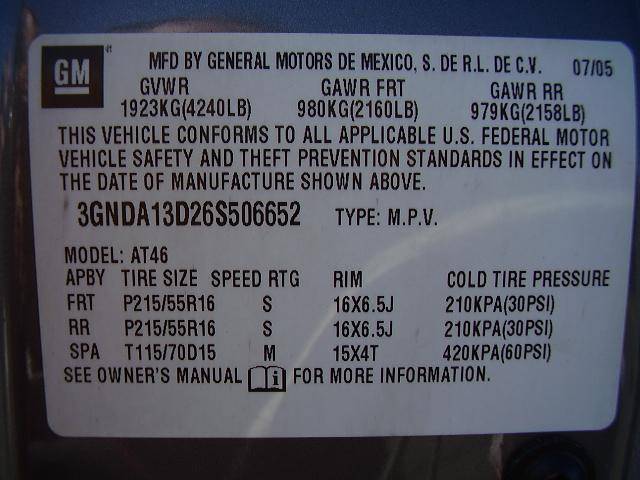 GM
MFD BY GENERAL MOTORS DE MEXICO, S. DE R.L. DE C.V. 07/05
GVWR GAWR FRT GAWR RR
1923KG(4240LB) 980KG(2160LB) 979KG(2158LB)
THIS VEHICLE CONFORMS TO ALL APPLICABLE U.S. FEDERAL MOTOR
VEHICLE SAFETY AND THEFT PREVENTION STANDARDS IN EFFECT ON
THE DATE OF MANUFACTURE SHOWN ABOVE.
3GNDA13D26S506652 TYPE: M.P.V.
MODEL: AT46
APBY TIRE SIZE SPEED RTG RIM COLD TIRE PRESSURE
FRT P215/55R16 S 16X6.5J 210KPA(30PSI)
RR P215/55R16 S 16X6.5J 210KPA(30PSI)
SPA T115/70D15 M 15X4T 420KPA(60PSI)
SEE OWNER'S MANUAL i FOR MORE INFORMATION.